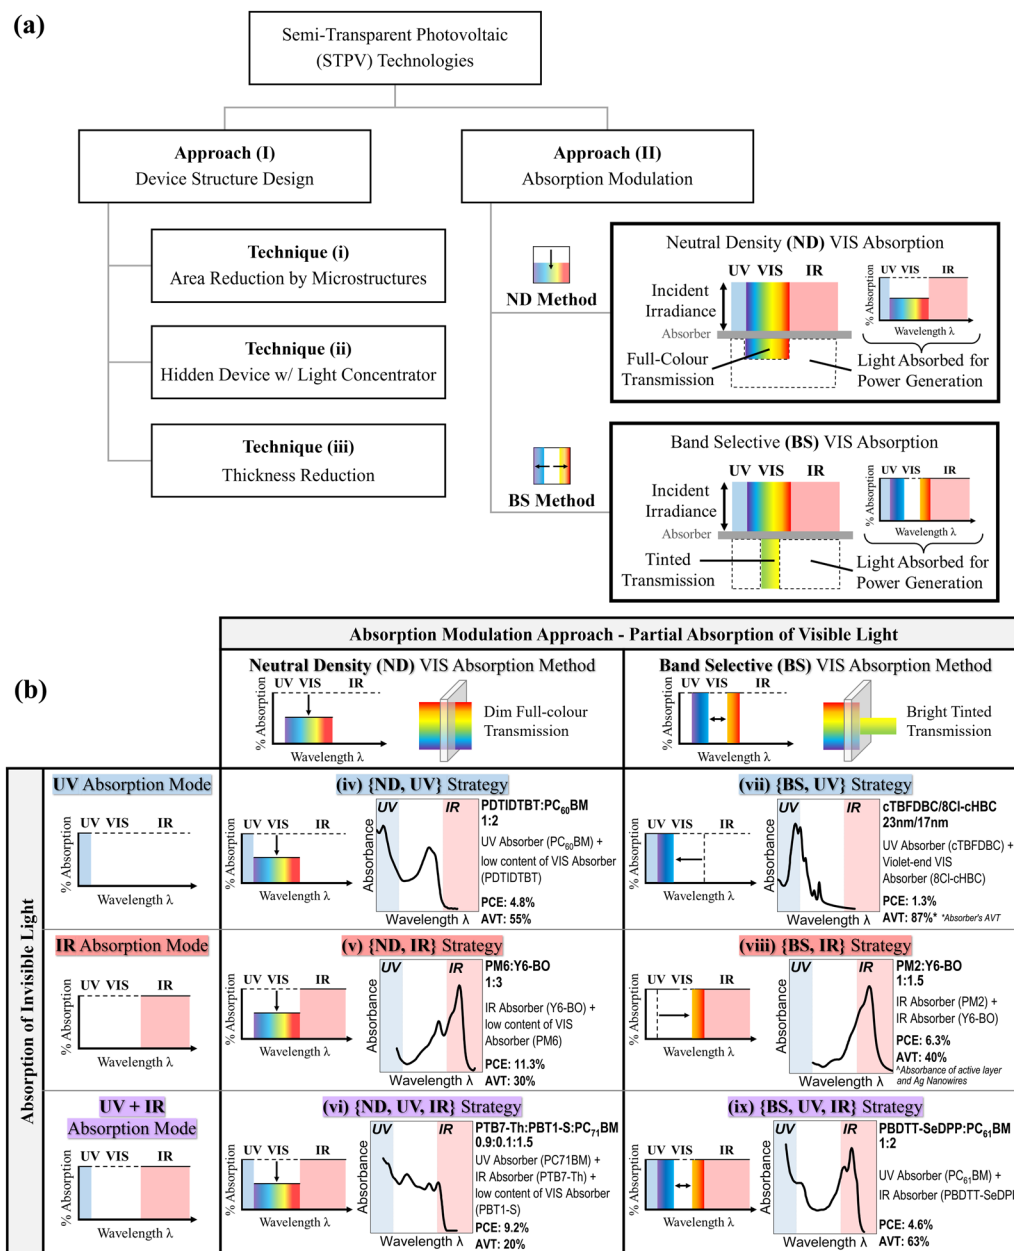 (a)
Semi-Transparent Photovoltaic
(STPV) Technologies
Approach (I)
Device Structure Design
Approach (II)
Absorption Modulation
Technique (i)
Area Reduction by Microstructures
Technique (ii)
Hidden Device w/ Light Concentrator
Technique (iii)
Thickness Reduction
ND Method
BS Method
Neutral Density (ND) VIS Absorption
UV VIS IR
Incident
Irradiance
Absorber
Full-Colour
Transmission
% Absorption
UV VIS IR
Wavelength λ
Light Absorbed for
Power Generation
Band Selective (BS) VIS Absorption
UV VIS IR
Incident
Irradiance
Absorber
Tinted
Transmission
% Absorption
UV VIS IR
Wavelength λ
Light Absorbed for
Power Generation
(b)
Absorption Modulation Approach - Partial Absorption of Visible Light
Neutral Density (ND) VIS Absorption Method
% Absorption
UV VIS IR
Wavelength λ
Dim Full-colour
Transmission
Band Selective (BS) VIS Absorption Method
% Absorption
UV VIS IR
Wavelength λ
Bright Tinted
Transmission
Absorption of Invisible Light
UV Absorption Mode
% Absorption
UV VIS IR
Wavelength λ
(iv) {ND, UV} Strategy
% Absorption
UV VIS IR
Wavelength λ
Absorbance
UV IR
Wavelength λ
PDTIDTBT:PC60BM
1:2
UV Absorber (PC60BM) +
low content of VIS Absorber
(PDTIDTBT)
PCE: 4.8%
AVT: 55%
(vii) {BS, UV} Strategy
% Absorption
UV VIS IR
Wavelength λ
Absorbance
UV IR
Wavelength λ
cTBFDBC/8Cl-cHBC
23nm/17nm
UV Absorber (cTBFDBC) +
Violet-end VIS
Absorber (8Cl-cHBC)
PCE: 1.3%
AVT: 87%* *Absorber's AVT
IR Absorption Mode
% Absorption
UV VIS IR
Wavelength λ
(v) {ND, IR} Strategy
% Absorption
UV VIS IR
Wavelength λ
Absorbance
UV IR
Wavelength λ
PM6:Y6-BO
1:3
IR Absorber (Y6-BO) +
low content of VIS
Absorber (PM6)
PCE: 11.3%
AVT: 30%
(viii) {BS, IR} Strategy
% Absorption
UV VIS IR
Wavelength λ
Absorbance
UV IR
Wavelength λ
PM2:Y6-BO
1:1.5
IR Absorber (PM2) +
IR Absorber (Y6-BO)
PCE: 6.3%
AVT: 40%
^Absorbance of active layer
and Ag Nanowires
UV + IR
Absorption Mode
% Absorption
UV VIS IR
Wavelength λ
(vi) {ND, UV, IR} Strategy
% Absorption
UV VIS IR
Wavelength λ
Absorbance
UV IR
Wavelength λ
PTB7-Th:PBT1-S:PC71BM
0.9:0.1:1.5
UV Absorber (PC71BM) +
IR Absorber (PTB7-Th) +
low content of VIS Absorber
(PBT1-S)
PCE: 9.2%
AVT: 20%
(ix) {BS, UV, IR} Strategy
% Absorption
UV VIS IR
Wavelength λ
Absorbance
UV IR
Wavelength λ
PBDTT-SeDPP:PC61BM
1:2
UV Absorber (PC61BM) +
IR Absorber (PBDTT-SeDPP
PCE: 4.6%
AVT: 63%